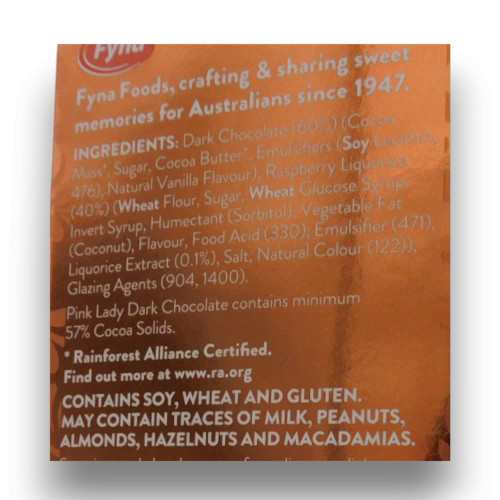 Fyna
Fyna Foods, crafting & sharing sweet
memories for Australians since 1947.
INGREDIENTS: Dark Chocolate (60%) (Cocoa
Mass*, Sugar, Cocoa Butter*, Emulsifiers (Soy Lecithin,
476), Natural Vanilla Flavour), Raspberry Liquorice
(40%) (Wheat Flour, Sugar, Wheat Glucose Syrup,
Invert Syrup, Humectant (Sorbitol), Vegetable Fat
(Coconut), Flavour, Food Acid (330), Emulsifier (471),
Liquorice Extract (0.1%), Salt, Natural Colour (122)),
Glazing Agents (904, 1400).
Pink Lady Dark Chocolate contains minimum
57% Cocoa Solids.
* Rainforest Alliance Certified.
Find out more at www.ra.org
CONTAINS SOY, WHEAT AND GLUTEN.
MAY CONTAIN TRACES OF MILK, PEANUTS,
ALMONDS, HAZELNUTS AND MACADAMIAS.